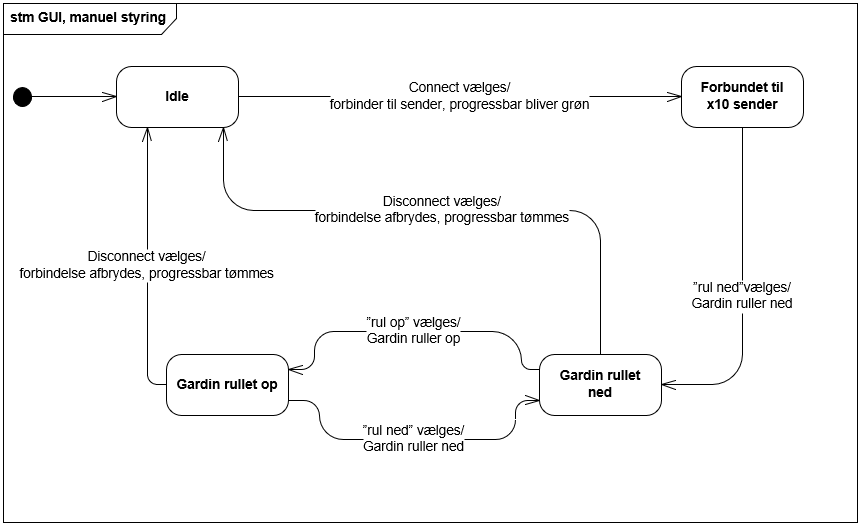 stm GUI, manuel styring
Idle
Connect vælges/
forbinder til sender, progressbar bliver grøn
Forbundet til
x10 sender
Disconnect vælges/
forbindelse afbrydes, progressbar tømmes
Disconnect vælges/
forbindelse afbrydes, progressbar tømmes
”rul ned”vælges/
Gardin ruller ned
”rul op” vælges/
Gardin ruller op
Gardin rullet op
Gardin rullet
ned
”rul ned” vælges/
Gardin ruller ned